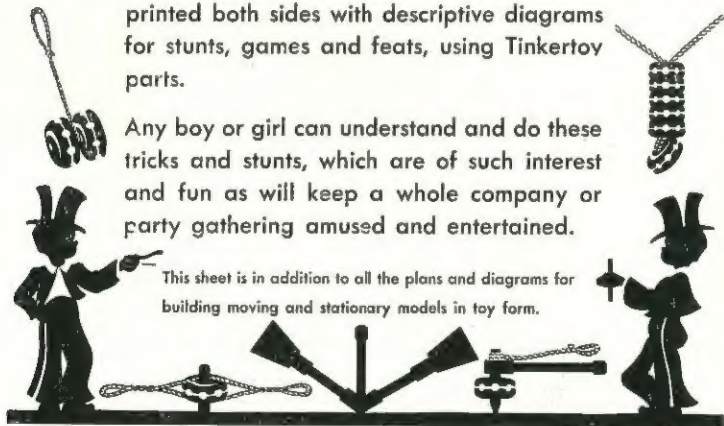 printed both sides with descriptive diagrams
for stunts, games and feats, using Tinkertoy
parts.
Any boy or girl can understand and do these
tricks and stunts, which are of such interest
and fun as will keep a whole company or
party gathering amused and entertained.
This sheet is in addition to all the plans and diagrams for
building moving and stationary models in toy form.